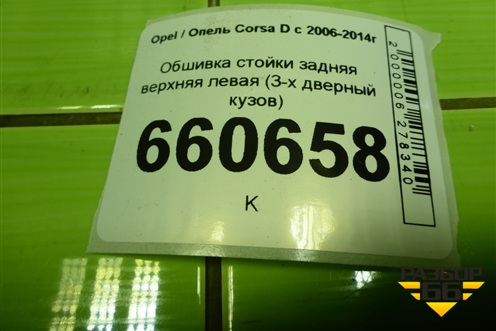 Opel / Опель Corsa D с 2006-2014г
Обшивка стойки задняя
верхняя левая (3-х дверный
кузов)
660658
К
2000006278340
РАЗБОР
66